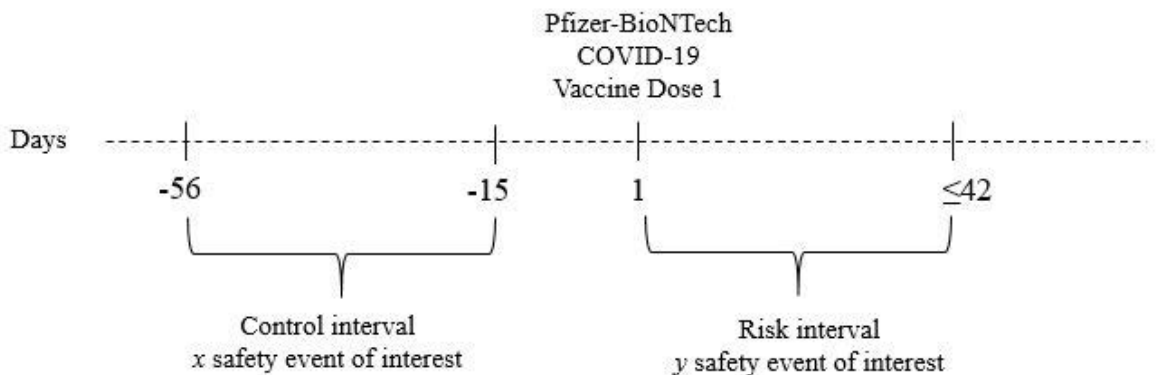 Pfizer-BioNTech
COVID-19
Vaccine Dose 1
Days
-56 -15 1 ≤42
Control interval
x safety event of interest
Risk interval
y safety event of interest